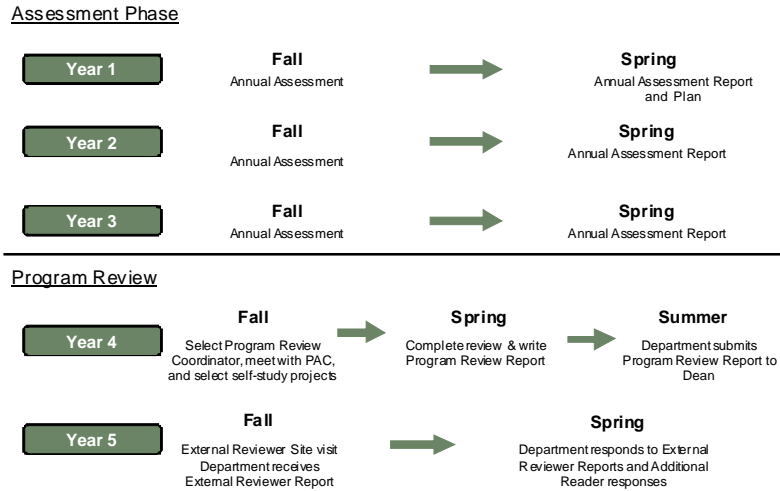 Assessment Phase
Year 1
Fall
Annual Assessment
Spring
Annual Assessment Report
and Plan
Year 2
Fall
Annual Assessment
Spring
Annual Assessment Report
Year 3
Fall
Annual Assessment
Spring
Annual Assessment Report
Program Review
Year 4
Fall
Select Program Review
Coordinator, meet with PAC,
and select self-study projects
Spring
Complete review & write
Program Review Report
Summer
Department submits
Program Review Report to
Dean
Year 5
Fall
External Reviewer Site visit
Department receives
External Reviewer Report
Spring
Department responds to External
Reviewer Reports and Additional
Reader responses